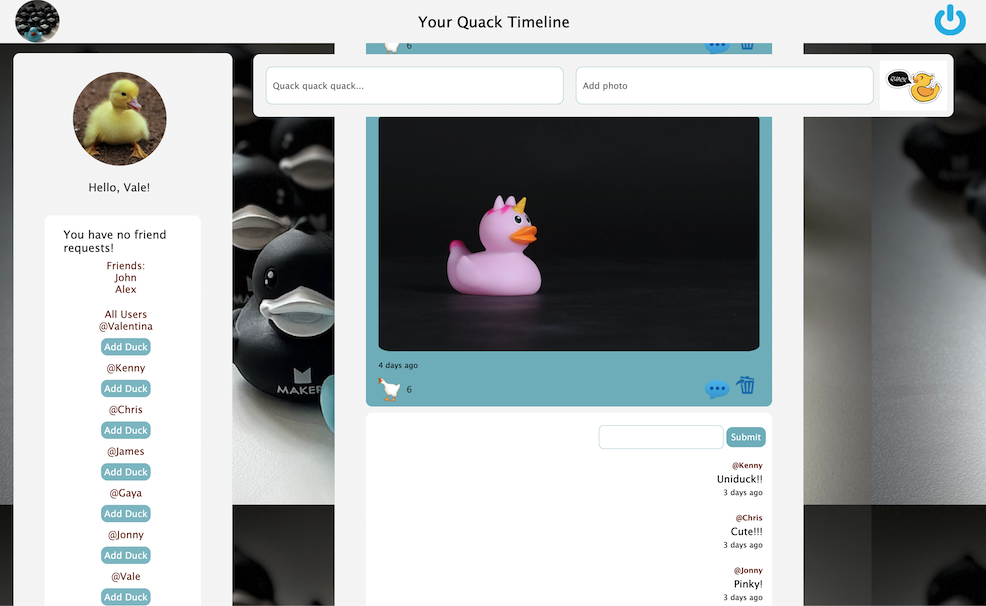 Your Quack Timeline
6
Quack quack quack...
Add photo
QUACK
Hello, Vale!
You have no friend
requests!
Friends:
John
Alex
All Users
@Valentina
Add Duck
@Kenny
Add Duck
@Chris
Add Duck
@James
Add Duck
@Gaya
Add Duck
@Jonny
Add Duck
@Vale
Add Duck
MAKER
4 days ago
6
Submit
@Kenny
Uniduck!!
3 days ago
@Chris
Cute!!!
3 days ago
@Jonny
Pinky!
3 days ago